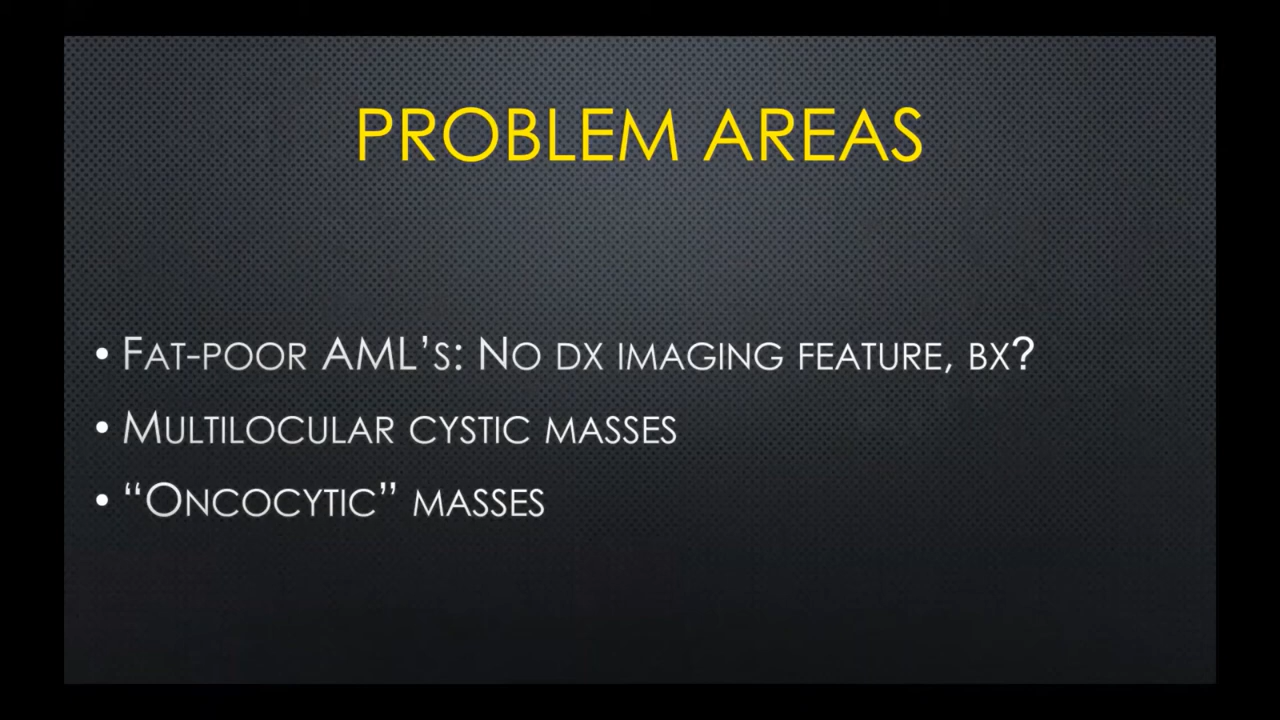 PROBLEM AREAS
• FAT-POOR AML'S: NO DX IMAGING FEATURE, BX?
• MULTILOCULAR CYSTIC MASSES
• “ONCOCYTIC” MASSES